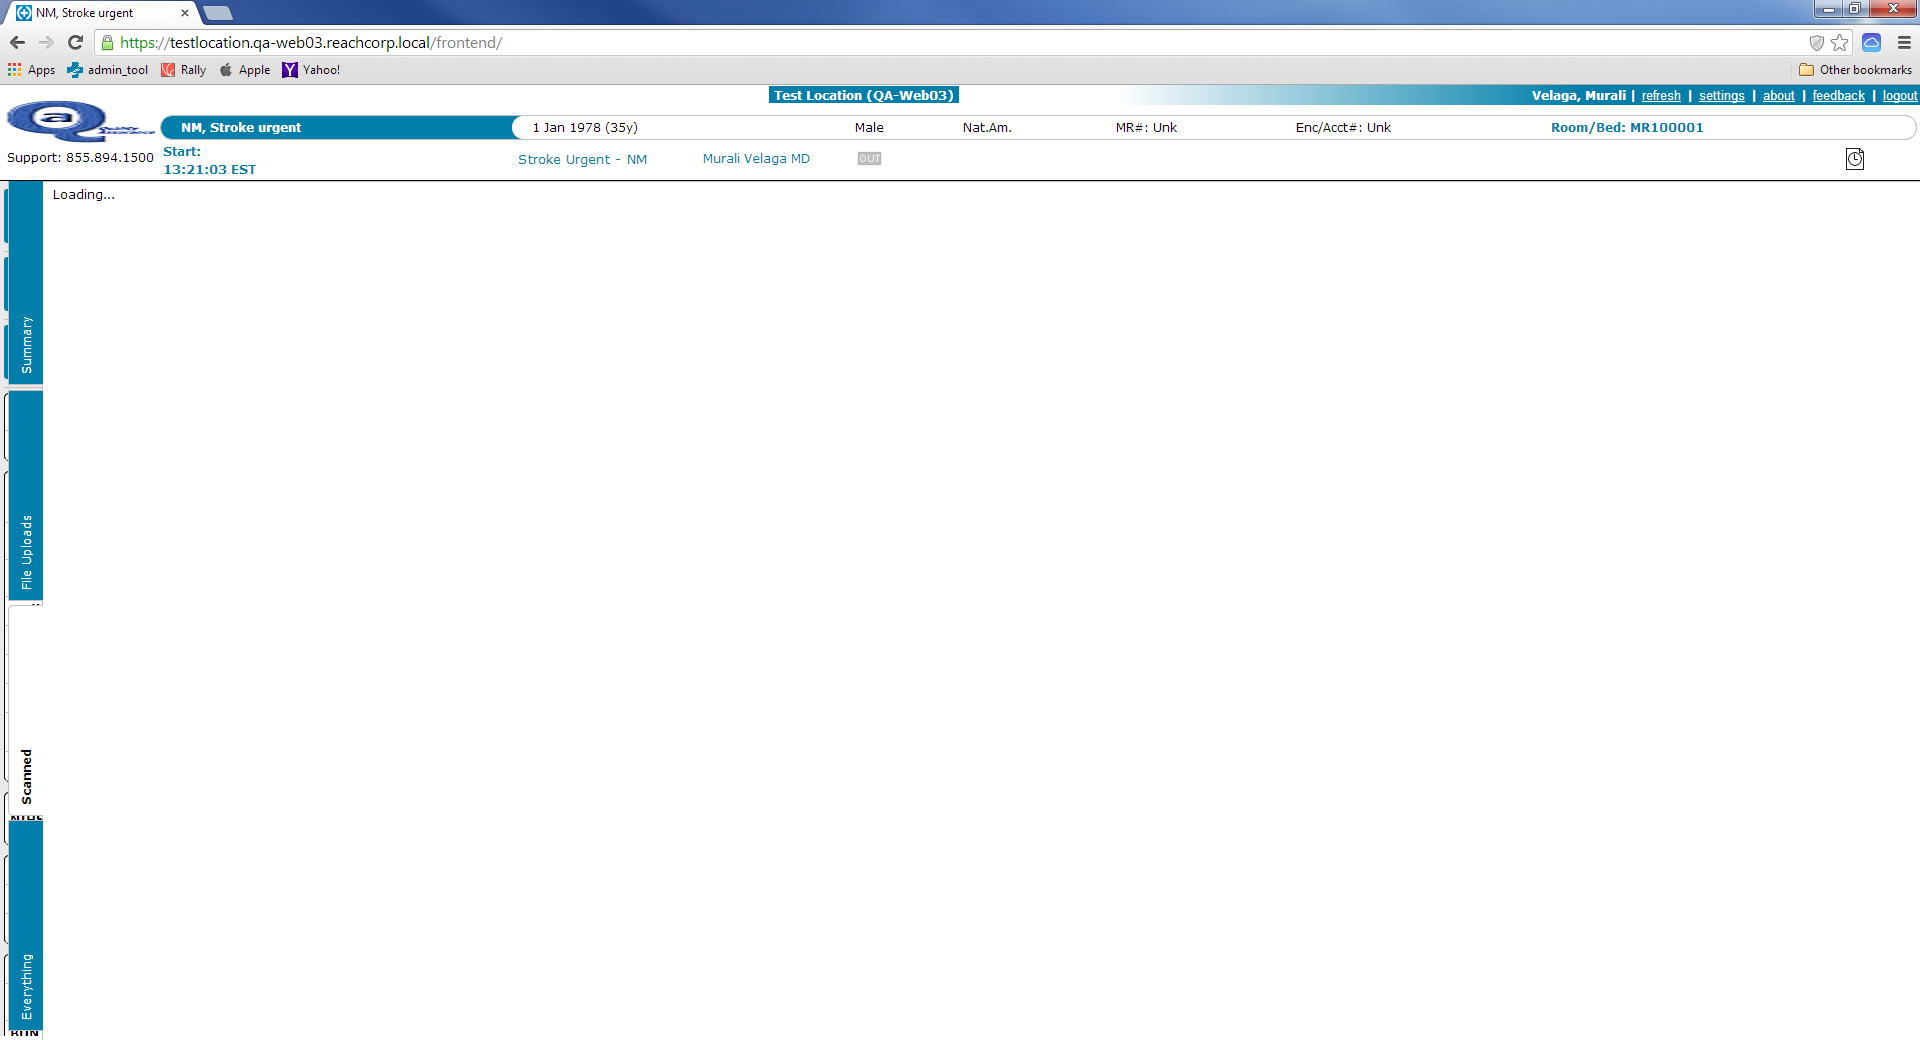 NM, Stroke urgent
https://testlocation.qa-web03.reachcorp.local/frontend/
Apps admin_tool Rally Apple Yahoo! Other bookmarks
Test Location (QA-Web03) Velaga, Murali | refresh | settings | about | feedback | logout
Qa
NM, Stroke urgent 1 Jan 1978 (35y) Male Nat.Am. MR#: Unk Enc/Acct#: Unk Room/Bed: MR100001
Support: 855.894.1500 Start:
13:21:03 EST Stroke Urgent - NM Murali Velaga MD OUT
Loading...
Summary
File Uploads
Scanned
Everything
BUN